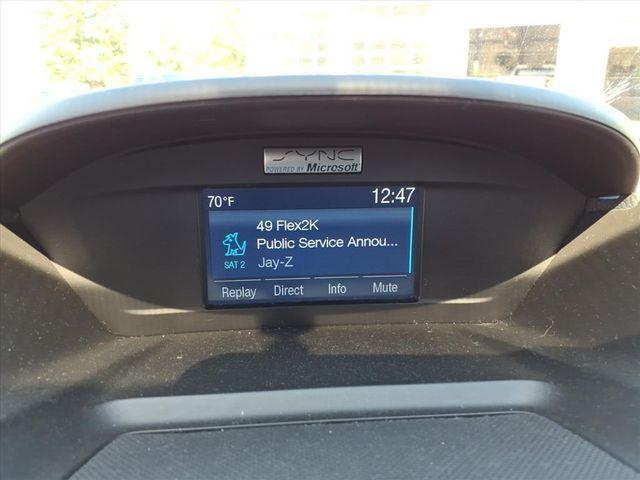 SYNC
POWERED BY Microsoft
70°F 12:47
49 Flex2K
Public Service Annou...
SAT 2 Jay-Z
Replay Direct Info Mute